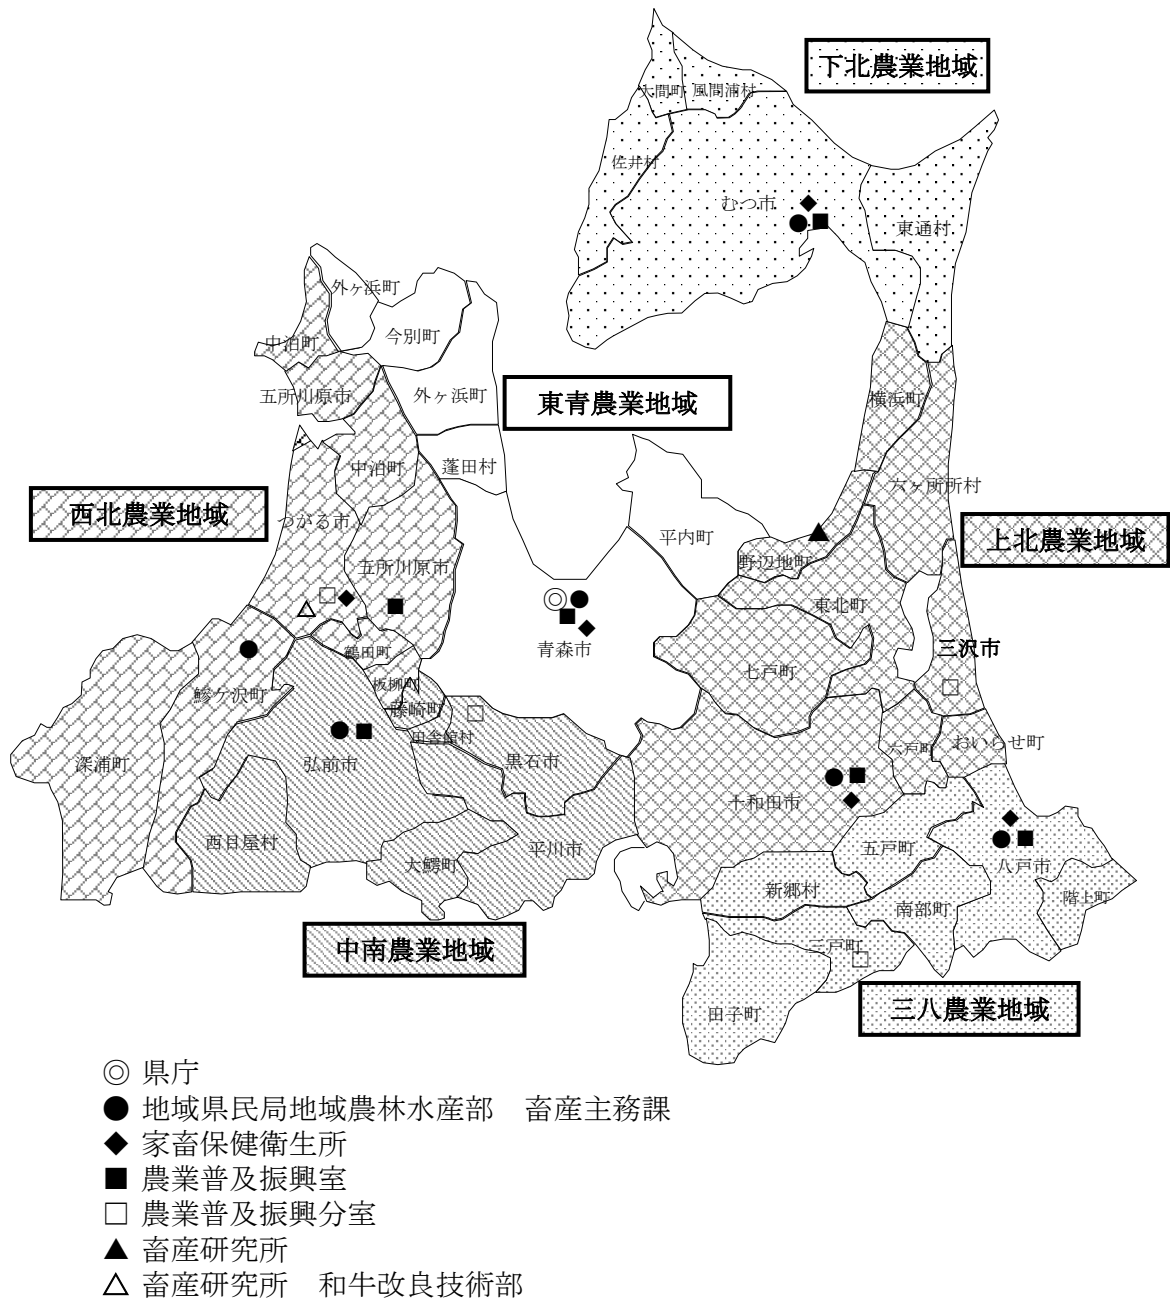 下北農業地域
大間町
風間浦村
佐井村
むつ市
東通村
外ヶ浜町
今別町
中泊町
五所川原市
外ヶ浜町
東青農業地域
横浜町
中泊町
蓬田村
六ヶ所所村
西北農業地域
つがる市
平内町
上北農業地域
野辺地町
五所川原市
東北町
青森市
三沢市
鶴田町
七戸町
板柳町
鰺ケ沢町
藤崎町
田舎館村
おいらせ町
六戸町
深浦町
弘前市
黒石市
十和田市
西目屋村
大鰐町
平川市
五戸町
八戸市
新郷村
階上町
南部町
中南農業地域
三戸町
三八農業地域
田子町
◎ 県庁
● 地域県民局地域農林水産部　畜産主務課
◆ 家畜保健衛生所
■ 農業普及振興室
□ 農業普及振興分室
▲ 畜産研究所
△ 畜産研究所　和牛改良技術部